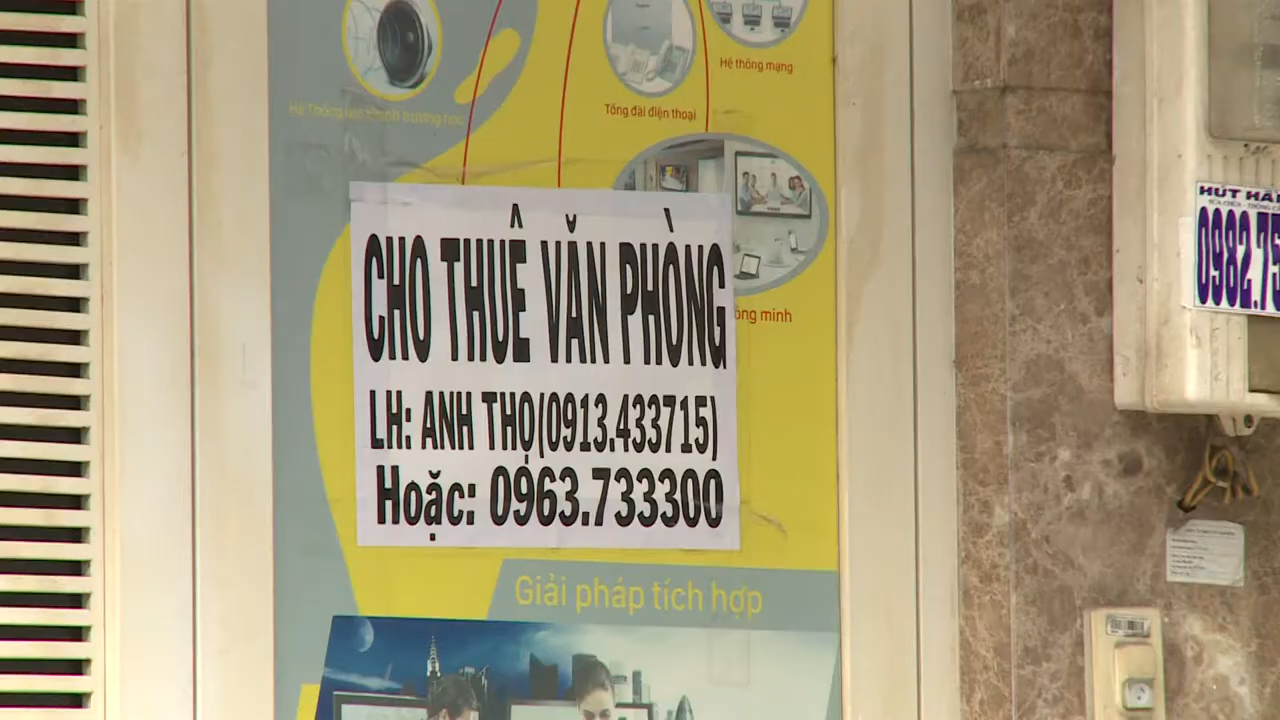 Hệ thống mạng
Tổng đài điện thoại
CHO THUÊ VĂN PHÒNG
LH: ANH THỌ(0913.433715)
Hoặc: 0963.733300
ông minh
Giải pháp tích hợp
HÚT HẦ
0982.75